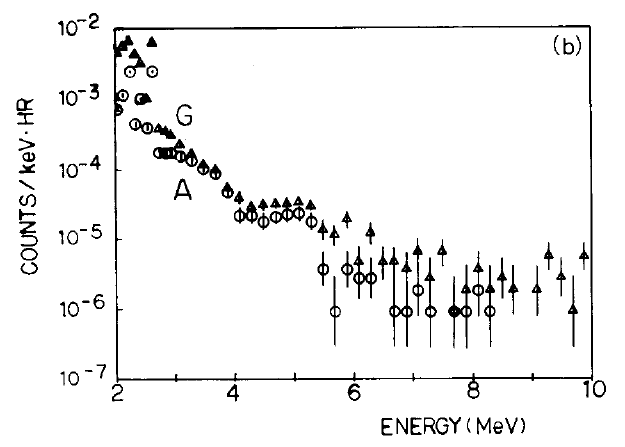 (b)
10⁻²
10⁻³
10⁻⁴
10⁻⁵
10⁻⁶
10⁻⁷
COUNTS/keV·HR
G
A
2 4 6 8 10
ENERGY (MeV)